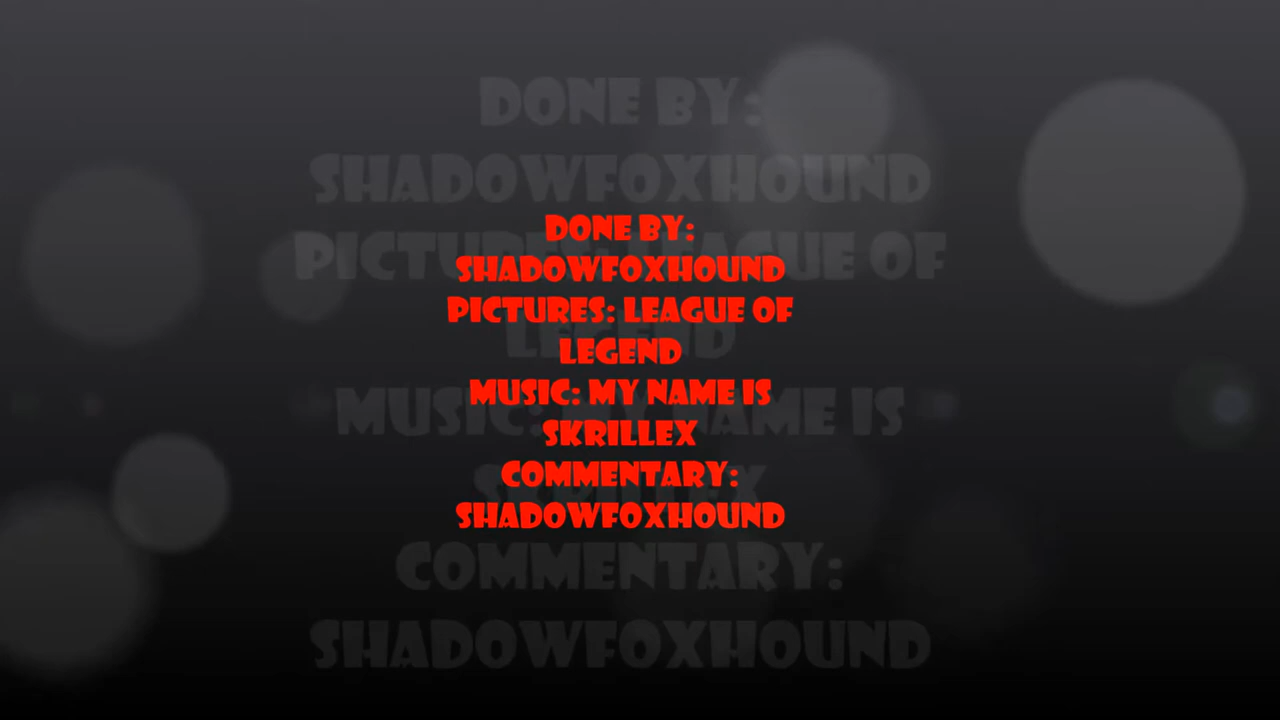 DONE BY:
SHADOWFOXHOUND
PICTURES: LEAGUE OF
LEGEND
MUSIC: MY NAME IS
SKRILLEX
COMMENTARY:
SHADOWFOXHOUND